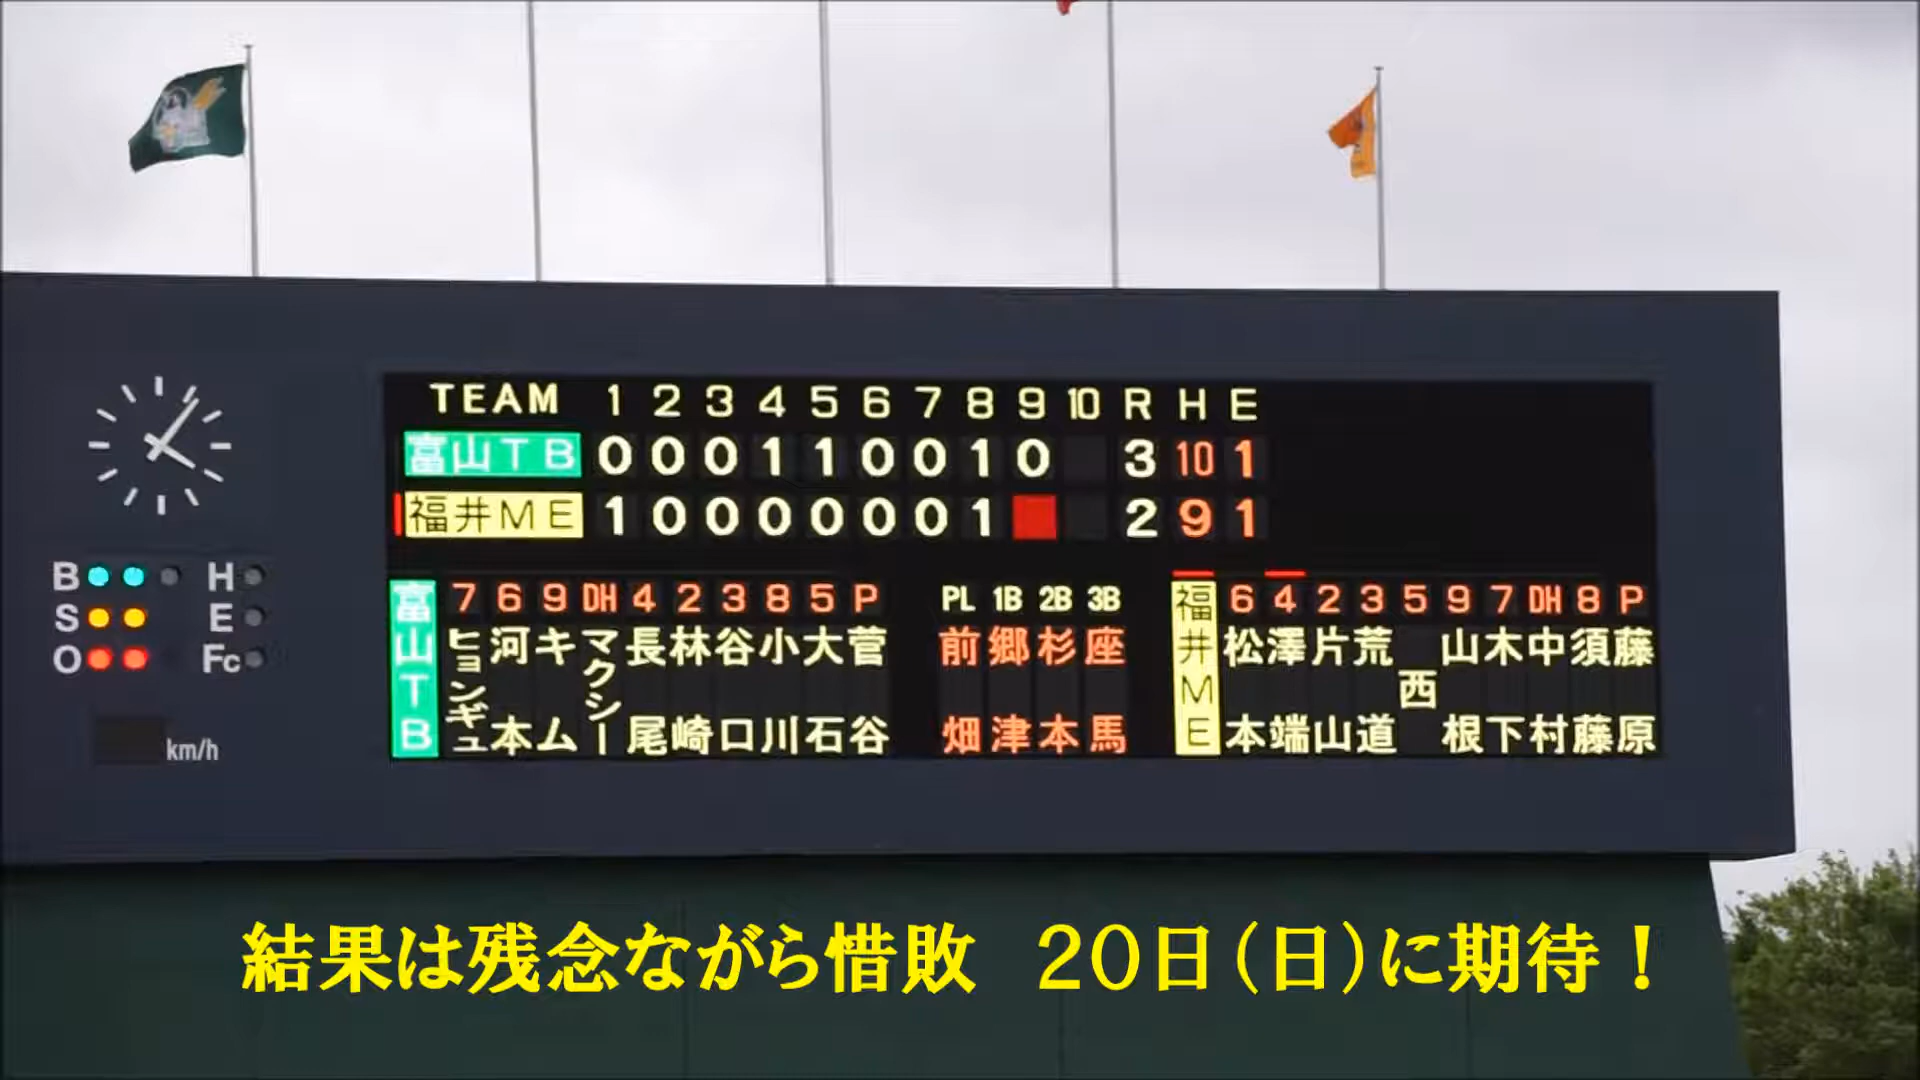 TEAM 1 2 3 4 5 6 7 8 9 10 R H E
富山TB 0 0 0 1 1 0 0 1 0 3 10 1
福井ME 1 0 0 0 0 0 0 1 2 9 1
B H
S E
O Fc
km/h
富山TB 7 6 9 DH 4 2 3 8 5 P
ヒョンギュ 河本 キム マクシー 長尾 林崎 谷口 小川 大石 菅谷
PL 1B 2B 3B
前畑 郷津 杉本 座馬
福井ME 6 4 2 3 5 9 7 DH 8 P
松本 澤端 片山 荒道 西 山根 木下 中村 須藤 藤原
結果は残念ながら惜敗 20日(日)に期待!